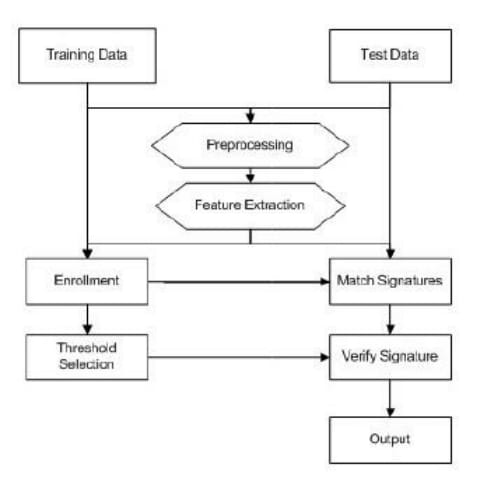 Training Data
Test Data
Preprocessing
Feature Extraction
Enrollment
Match Signatures
Threshold
Selection
Verify Signature
Output